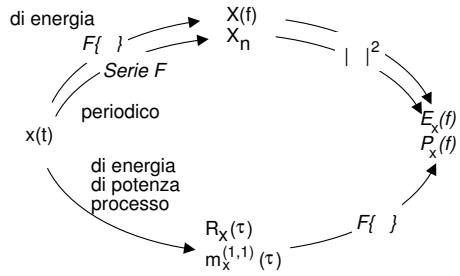 di energia
F{ }
Serie F
periodico
x(t)
X(f)
Xₙ
| |²
Eₓ(f)
Pₓ(f)
di energia
di potenza
processo
Rₓ(τ)
mₓ^(1,1)(τ)
F{ }